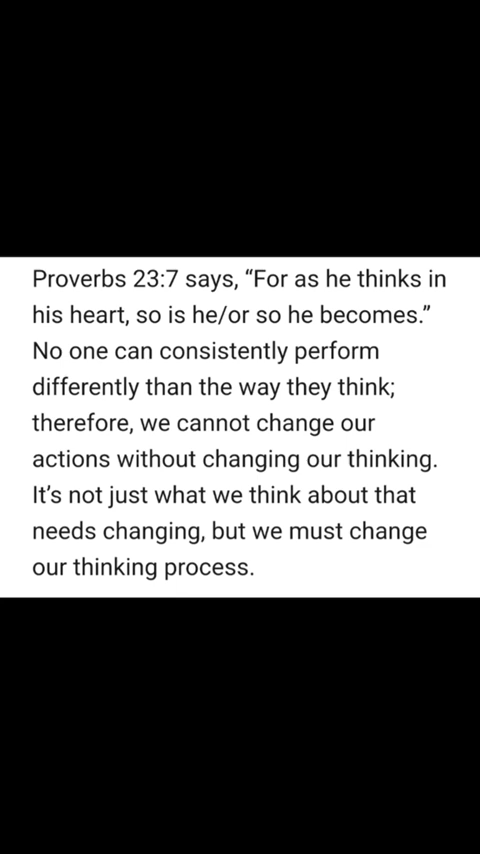 Proverbs 23:7 says, “For as he thinks in
his heart, so is he/or so he becomes.”
No one can consistently perform
differently than the way they think;
therefore, we cannot change our
actions without changing our thinking.
It’s not just what we think about that
needs changing, but we must change
our thinking process.